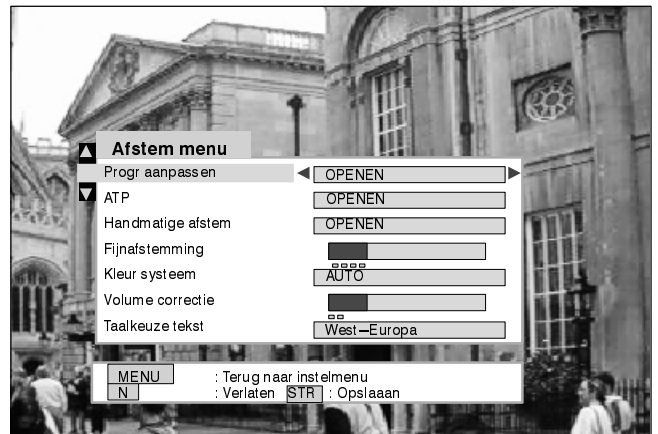 Afstem menu
Progr aanpassen OPENEN
ATP OPENEN
Handmatige afstem OPENEN
Fijnafstemming
Kleur systeem AUTO
Volume correctie
Taalkeuze tekst West–Europa
MENU : Terug naar instelmenu
N : Verlaten STR : Opslaaan